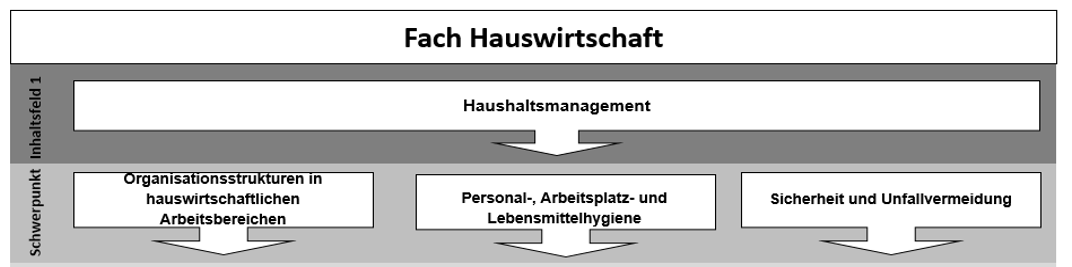 Fach Hauswirtschaft
Inhaltsfeld 1
Haushaltsmanagement
Schwerpunkt
Organisationsstrukturen in
hauswirtschaftlichen
Arbeitsbereichen
Personal-, Arbeitsplatz- und
Lebensmittelhygiene
Sicherheit und Unfallvermeidung